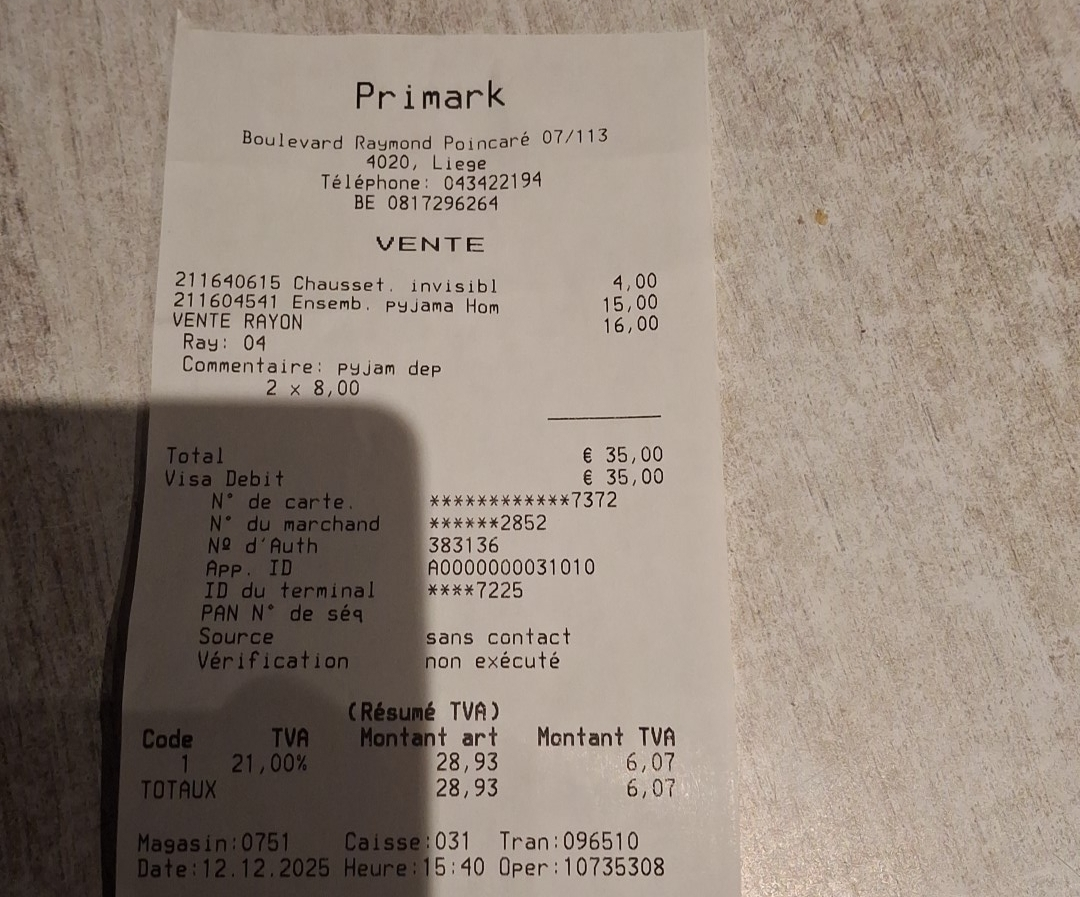 Primark
Boulevard Raymond Poincaré 07/113
4020, Liege
Téléphone: 043422194
BE 0817296264
VENTE
211640615 Chausset. invisibl 4,00
211604541 Ensemb. pyjama Hom 15,00
VENTE RAYON 16,00
Ray: 04
Commentaire: pyjam dep
2 x 8,00
Total € 35,00
Visa Debit € 35,00
N° de carte. ************7372
N° du marchand ******2852
Nº d'Auth 383136
App. ID A0000000031010
ID du terminal ****7225
PAN N° de séq
Source sans contact
Vérification non exécuté
(Résumé TVA)
Code TVA Montant art Montant TVA
1 21,00% 28,93 6,07
TOTAUX 28,93 6,07
Magasin:0751 Caisse:031 Tran:096510
Date:12.12.2025 Heure:15:40 Oper:10735308